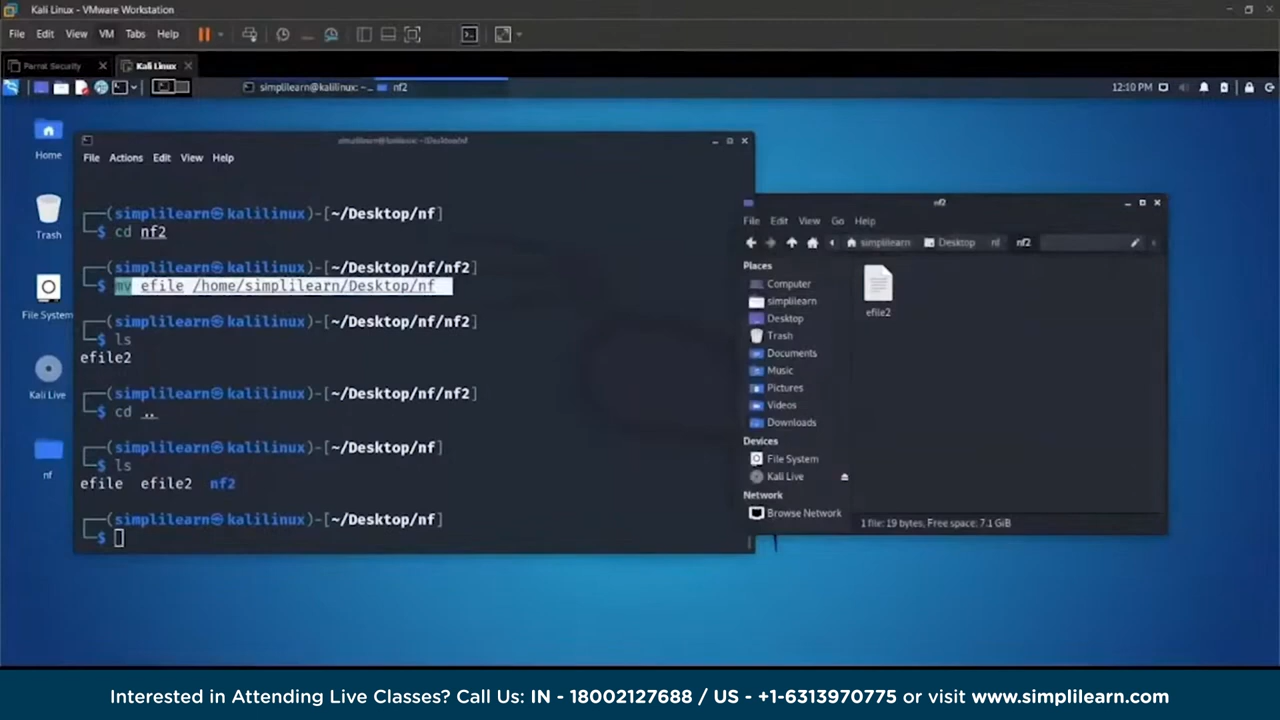 Kali Linux - VMware Workstation
File Edit View VM Tabs Help
Parrot Security Kali Linux
simplilearn@kalilinux: ~... nf2 12:10 PM
Home
Trash
File System
Kali Live
nf
simplilearn@kalilinux: ~/Desktop/nf
File Actions Edit View Help
(simplilearn㉿kalilinux)-[~/Desktop/nf]
$ cd nf2
(simplilearn㉿kalilinux)-[~/Desktop/nf/nf2]
$ mv efile /home/simplilearn/Desktop/nf
(simplilearn㉿kalilinux)-[~/Desktop/nf/nf2]
$ ls
efile2
(simplilearn㉿kalilinux)-[~/Desktop/nf/nf2]
$ cd ..
(simplilearn㉿kalilinux)-[~/Desktop/nf]
$ ls
efile efile2 nf2
(simplilearn㉿kalilinux)-[~/Desktop/nf]
$
nf2
File Edit View Go Help
simplilearn Desktop nf nf2
Places
Computer
simplilearn
Desktop
Trash
Documents
Music
Pictures
Videos
Downloads
Devices
File System
Kali Live
Network
Browse Network
efile2
1 file: 19 bytes, Free space: 7.1 GiB
Interested in Attending Live Classes? Call Us: IN - 18002127688 / US - +1-6313970775 or visit www.simplilearn.com